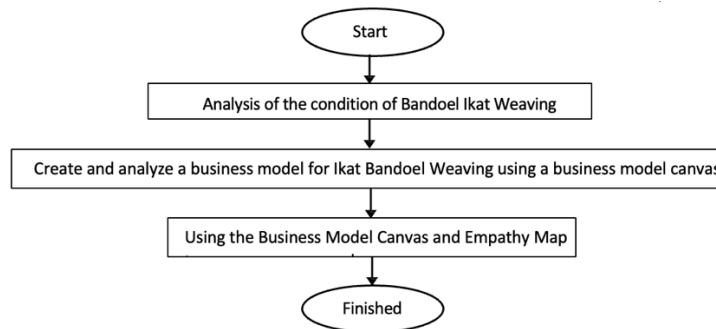 Start
Analysis of the condition of Bandoel Ikat Weaving
Create and analyze a business model for Ikat Bandoel Weaving using a business model canvas
Using the Business Model Canvas and Empathy Map
Finished